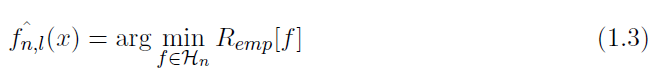 f̂_{n,l}(x) = arg min_{f∈ℋ_n} R_{emp}[f] (1.3)